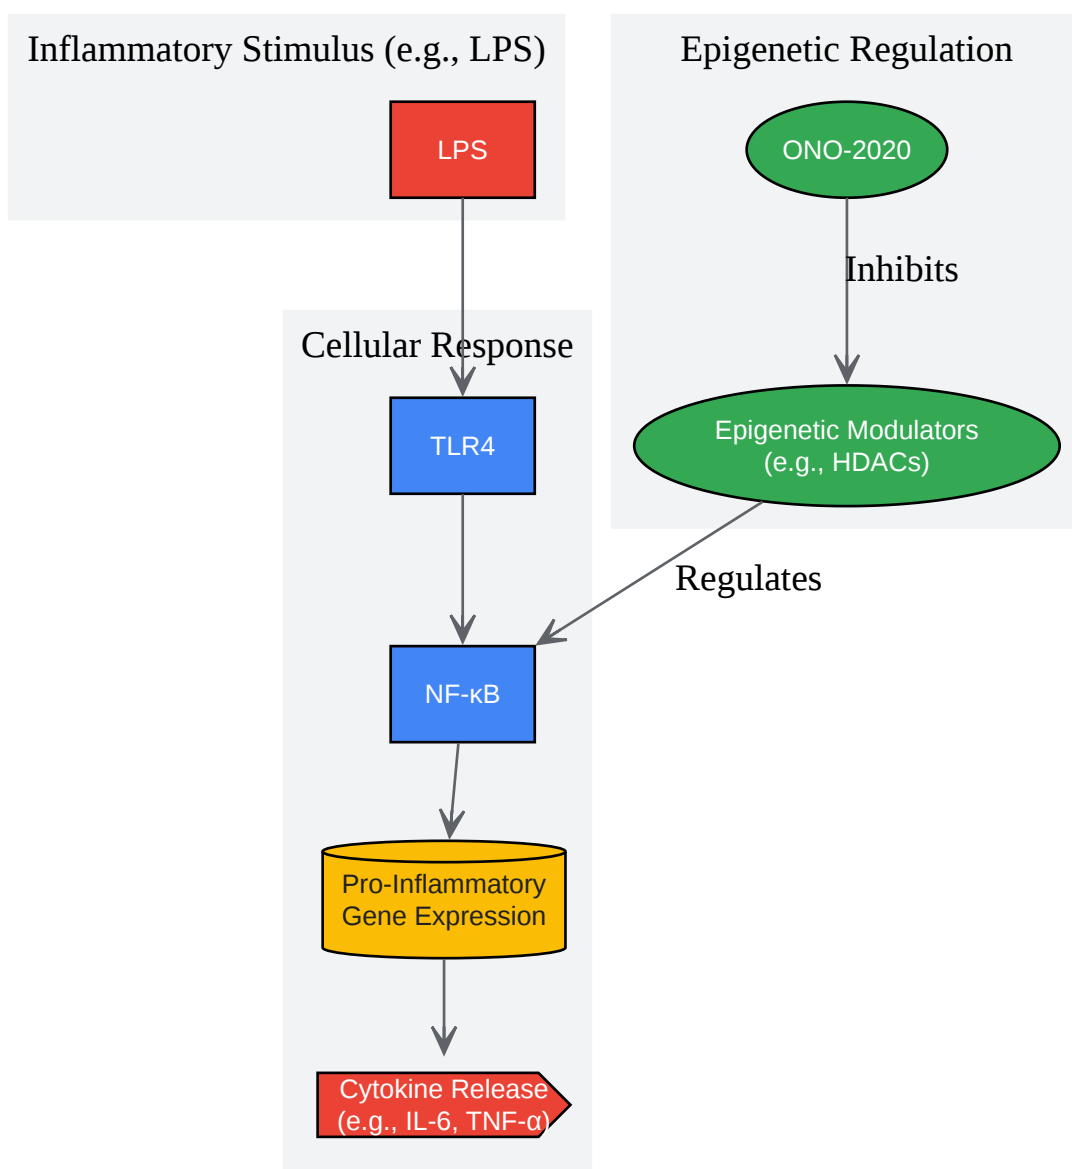 Inflammatory Stimulus (e.g., LPS)
Epigenetic Regulation
LPS
ONO-2020
Inhibits
Cellular Response
TLR4
Epigenetic Modulators
(e.g., HDACs)
Regulates
NF-κB
Pro-Inflammatory
Gene Expression
Cytokine Release
(e.g., IL-6, TNF-α)